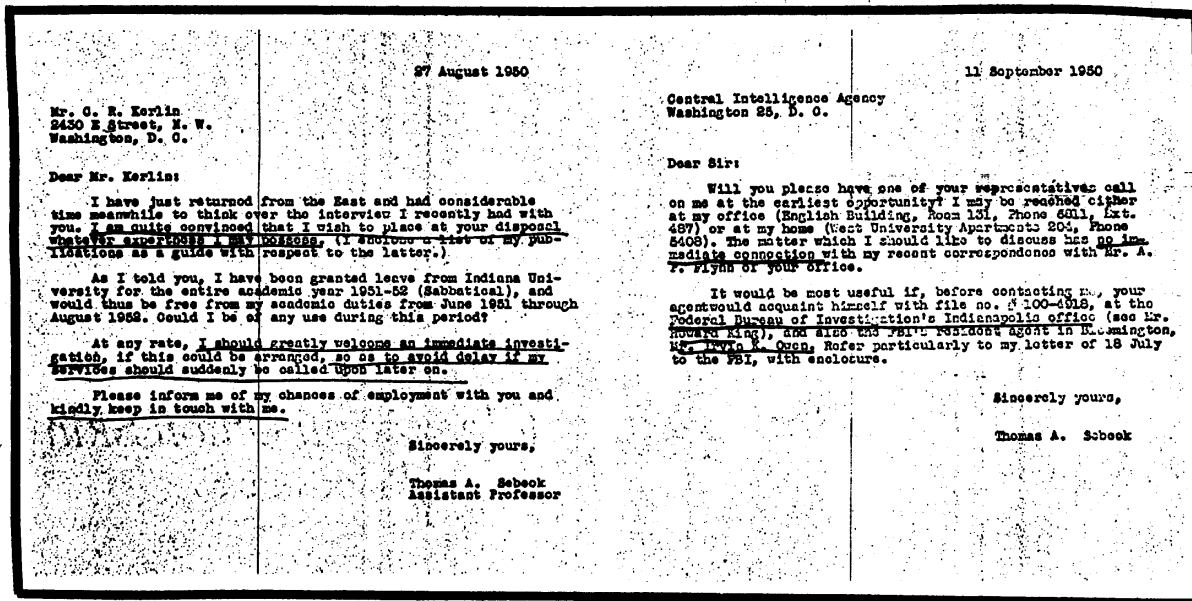 27 August 1950
Mr. C. R. Kerlin
2430 E Street, N. W.
Washington, D. C.
Dear Mr. Kerlin:
I have just returned from the East and had considerable
time meanwhile to think over the interview I recently had with
you. I am quite convinced that I wish to place at your disposal
whatever expertness I may possess. (I enclose a list of my pub-
lications as a guide with respect to the latter.)
As I told you, I have been granted leave from Indiana Uni-
versity for the entire academic year 1951-52 (Sabbatical), and
would thus be free from my academic duties from June 1951 through
August 1952. Could I be of any use during this period?
At any rate, I should greatly welcome an immediate investi-
gation, if this could be arranged, so as to avoid delay if my
services should suddenly be called upon later on.
Please inform me of my chances of employment with you and
kindly keep in touch with me.
Sincerely yours,
Thomas A. Sebeok
Assistant Professor
11 September 1950
Central Intelligence Agency
Washington 25, D. C.
Dear Sir:
Will you please have one of your representatives call
on me at the earliest opportunity? I may be reached either
at my office (English Building, Room 131, Phone 6811, Ext.
487) or at my home (West University Apartments 204, Phone
5408). The matter which I should like to discuss has no im-
mediate connection with my recent correspondence with Mr. A.
Flynn of your office.
It would be most useful if, before contacting me, your
agentwould acquaint himself with file no. 100-4918, at the
Federal Bureau of Investigation's Indianapolis office (see Mr.
Howard King), and also the FBI's resident agent in Bloomington,
Mr. Irvin K. Owen. Refer particularly to my letter of 18 July
to the FBI, with enclosure.
Sincerely yours,
Thomas A. Sebeok